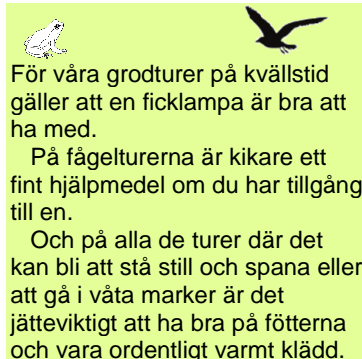 För våra grodturer på kvällstid
gäller att en ficklampa är bra att
ha med.
På fågelturerna är kikare ett
fint hjälpmedel om du har tillgång
till en.
Och på alla de turer där det
kan bli att stå still och spana eller
att gå i våta marker är det
jätteviktigt att ha bra på fötterna
och vara ordentligt varmt klädd.